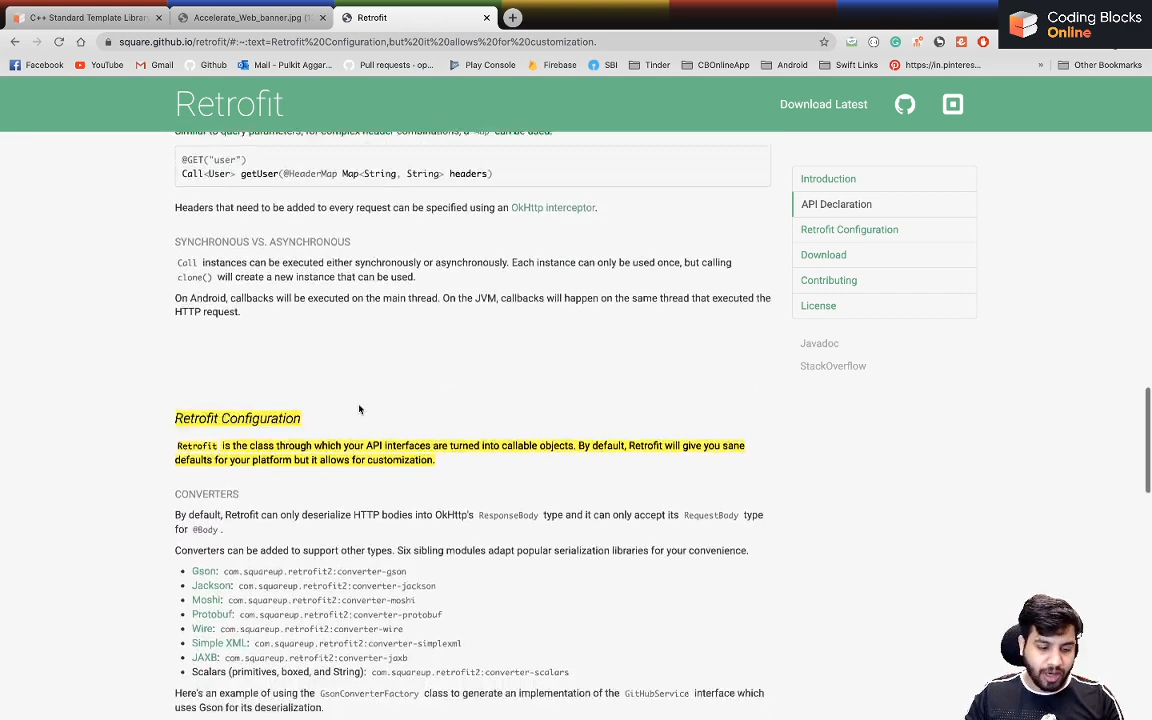 C++ Standard Template Librar
Accelerate_Web_banner.jpg (1
Retrofit
Coding Blocks
Online
square.github.io/retrofit/#:~:text=Retrofit%20Configuration,but%20it%20allows%20for%20customization.
Facebook YouTube Gmail Github Mail - Pulkit Aggar... Pull requests - op... Play Console Firebase SBI Tinder CBOnlineApp Android Swift Links https://in.pinteres... » Other Bookmarks
Retrofit
Download Latest
Similar to query parameters, for complex header combinations, a Map can be used.
@GET("user")
Call<User> getUser(@HeaderMap Map<String, String> headers)
Headers that need to be added to every request can be specified using an OkHttp interceptor.
SYNCHRONOUS VS. ASYNCHRONOUS
Call instances can be executed either synchronously or asynchronously. Each instance can only be used once, but calling
clone() will create a new instance that can be used.
On Android, callbacks will be executed on the main thread. On the JVM, callbacks will happen on the same thread that executed the
HTTP request.
Retrofit Configuration
Retrofit is the class through which your API interfaces are turned into callable objects. By default, Retrofit will give you sane
defaults for your platform but it allows for customization.
CONVERTERS
By default, Retrofit can only deserialize HTTP bodies into OkHttp's ResponseBody type and it can only accept its RequestBody type
for @Body.
Converters can be added to support other types. Six sibling modules adapt popular serialization libraries for your convenience.
• Gson: com.squareup.retrofit2:converter-gson
• Jackson: com.squareup.retrofit2:converter-jackson
• Moshi: com.squareup.retrofit2:converter-moshi
• Protobuf: com.squareup.retrofit2:converter-protobuf
• Wire: com.squareup.retrofit2:converter-wire
• Simple XML: com.squareup.retrofit2:converter-simplexml
• JAXB: com.squareup.retrofit2:converter-jaxb
• Scalars (primitives, boxed, and String): com.squareup.retrofit2:converter-scalars
Here's an example of using the GsonConverterFactory class to generate an implementation of the GitHubService interface which
uses Gson for its deserialization.
Introduction
API Declaration
Retrofit Configuration
Download
Contributing
License
Javadoc
StackOverflow